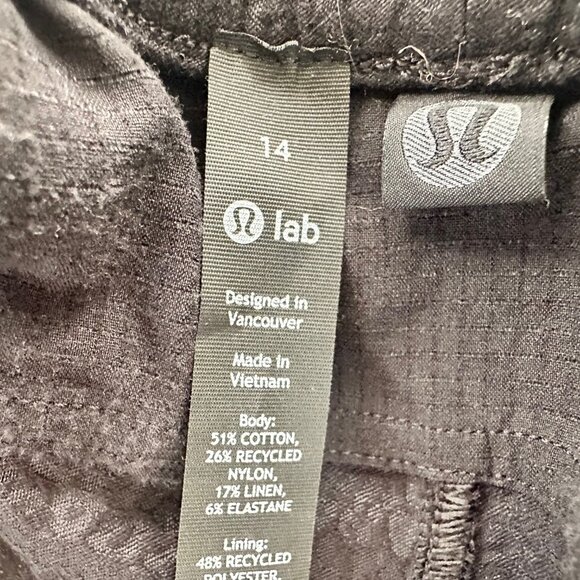 14
lab
Designed in
Vancouver
Made in
Vietnam
Body:
51% COTTON,
26% RECYCLED
NYLON,
17% LINEN,
6% ELASTANE
Lining:
48% RECYCLED
POLYESTER,